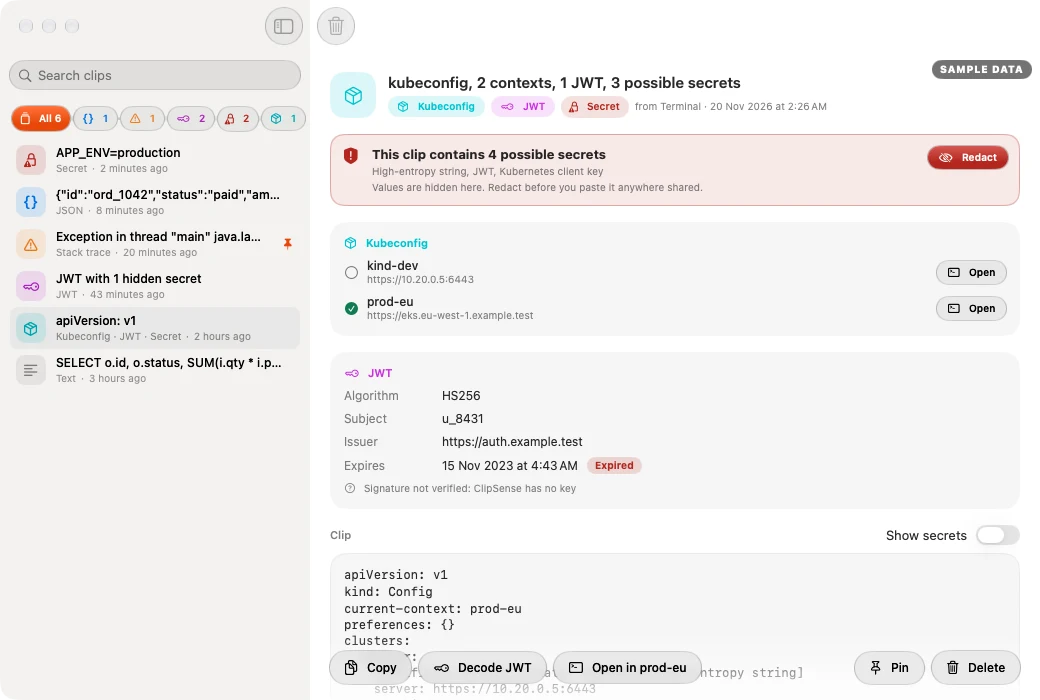 Search clips
All 6
{} 1
1
2
2
1
APP_ENV=production
Secret · 2 minutes ago
{} {"id":"ord_1042","status":"paid","am...
JSON · 8 minutes ago
Exception in thread "main" java.la...
Stack trace · 20 minutes ago
JWT with 1 hidden secret
JWT · 43 minutes ago
apiVersion: v1
Kubeconfig · JWT · Secret · 2 hours ago
SELECT o.id, o.status, SUM(i.qty * i.p...
Text · 3 hours ago
SAMPLE DATA
kubeconfig, 2 contexts, 1 JWT, 3 possible secrets
Kubeconfig JWT Secret from Terminal · 20 Nov 2026 at 2:26 AM
This clip contains 4 possible secrets
High-entropy string, JWT, Kubernetes client key
Values are hidden here. Redact before you paste it anywhere shared.
Redact
Kubeconfig
kind-dev
https://10.20.0.5:6443
Open
prod-eu
https://eks.eu-west-1.example.test
Open
JWT
Algorithm HS256
Subject u_8431
Issuer https://auth.example.test
Expires 15 Nov 2023 at 4:43 AM Expired
Signature not verified: ClipSense has no key
Clip Show secrets
apiVersion: v1
kind: Config
current-context: prod-eu
preferences: {}
clusters:
ntropy string]
server: https://10.20.0.5:6443
Copy Decode JWT Open in prod-eu Pin Delete